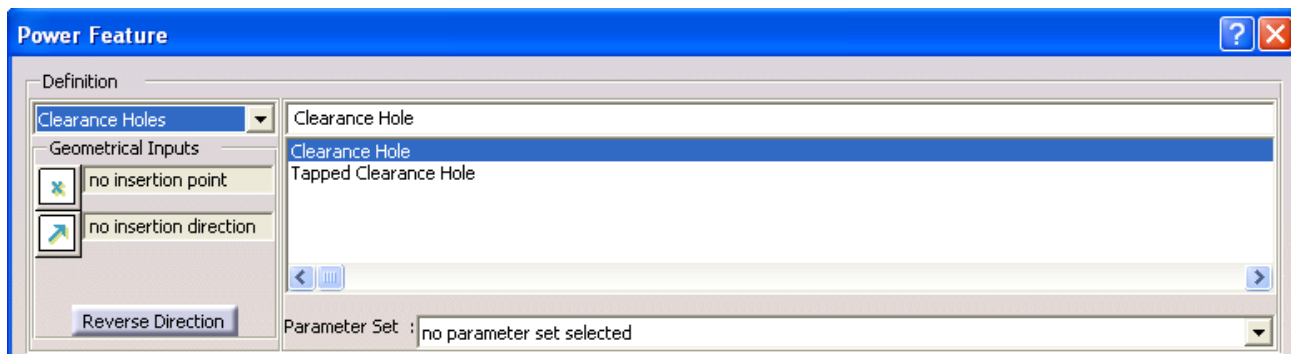 Power Feature
?
Definition
Clearance Holes
Clearance Hole
Geometrical Inputs
Clearance Hole
no insertion point
Tapped Clearance Hole
no insertion direction
Reverse Direction
Parameter Set : no parameter set selected